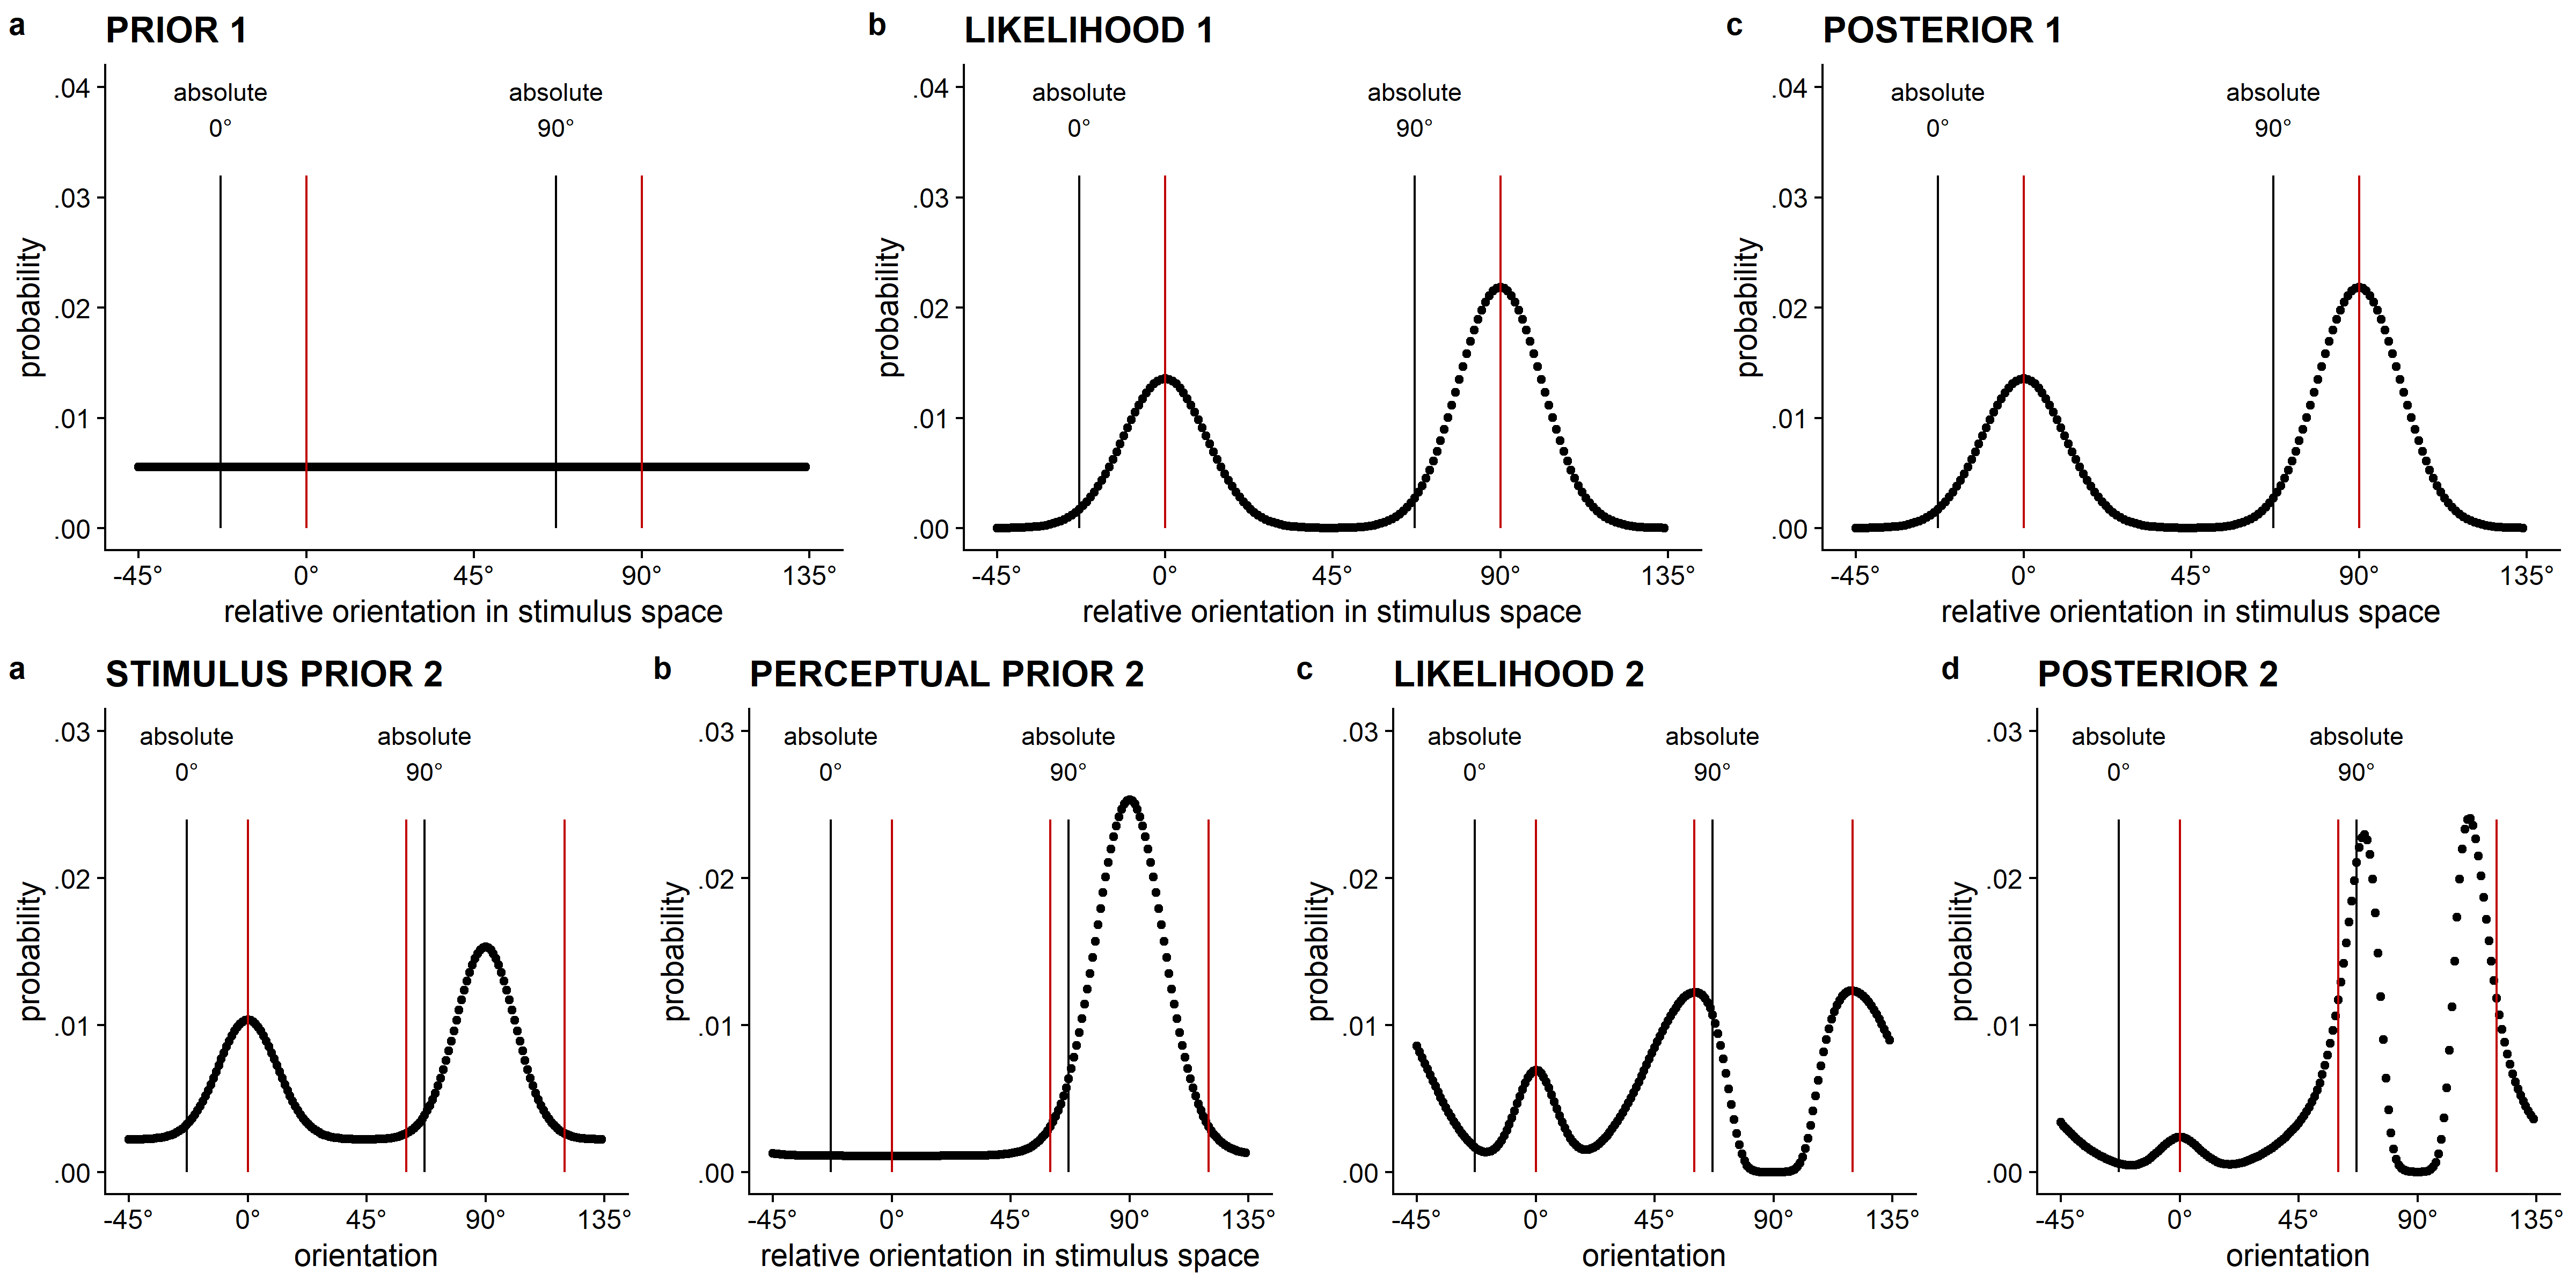 a PRIOR 1
absolute
0°
absolute
90°
.04
.03
.02
.01
.00
probability
-45° 0° 45° 90° 135°
relative orientation in stimulus space
b LIKELIHOOD 1
absolute
0°
absolute
90°
.04
.03
.02
.01
.00
probability
-45° 0° 45° 90° 135°
relative orientation in stimulus space
c POSTERIOR 1
absolute
0°
absolute
90°
.04
.03
.02
.01
.00
probability
-45° 0° 45° 90° 135°
relative orientation in stimulus space
a STIMULUS PRIOR 2
absolute
0°
absolute
90°
.03
.02
.01
.00
probability
-45° 0° 45° 90° 135°
orientation
b PERCEPTUAL PRIOR 2
absolute
0°
absolute
90°
.03
.02
.01
.00
probability
-45° 0° 45° 90° 135°
relative orientation in stimulus space
c LIKELIHOOD 2
absolute
0°
absolute
90°
.03
.02
.01
.00
probability
-45° 0° 45° 90° 135°
orientation
d POSTERIOR 2
absolute
0°
absolute
90°
.03
.02
.01
.00
probability
-45° 0° 45° 90° 135°
orientation